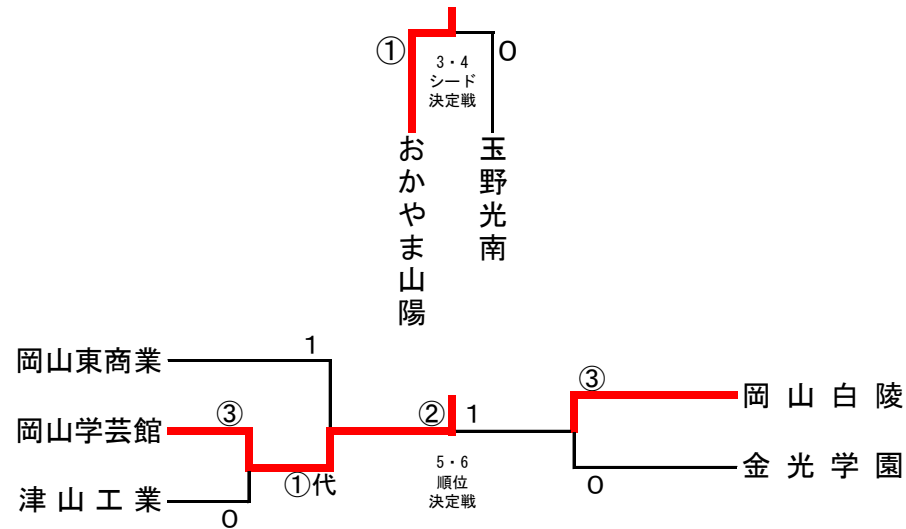 ① 0
3・4
シード
決定戦
おかやま山陽
玉野光南
岡山東商業 1
岡山学芸館 ③ ② 1 ③ 岡山白陵
①代
5・6
順位
決定戦
津山工業 0
0 金光学園